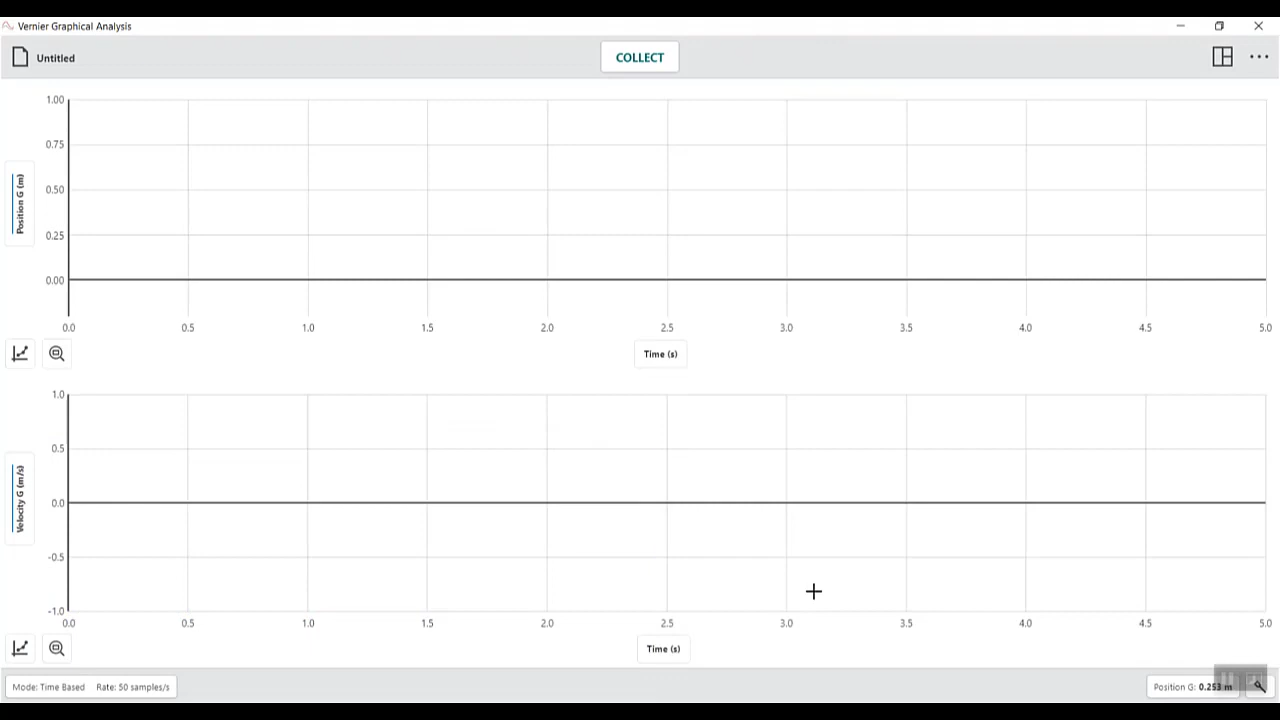 Vernier Graphical Analysis
Untitled
COLLECT
1.00
0.75
0.50
0.25
0.00
Position G (m)
0.0 0.5 1.0 1.5 2.0 2.5 3.0 3.5 4.0 4.5 5.0
Time (s)
1.0
0.5
0.0
-0.5
-1.0
Velocity G (m/s)
0.0 0.5 1.0 1.5 2.0 2.5 3.0 3.5 4.0 4.5 5.0
Time (s)
Mode: Time Based Rate: 50 samples/s
Position G: 0.253 m